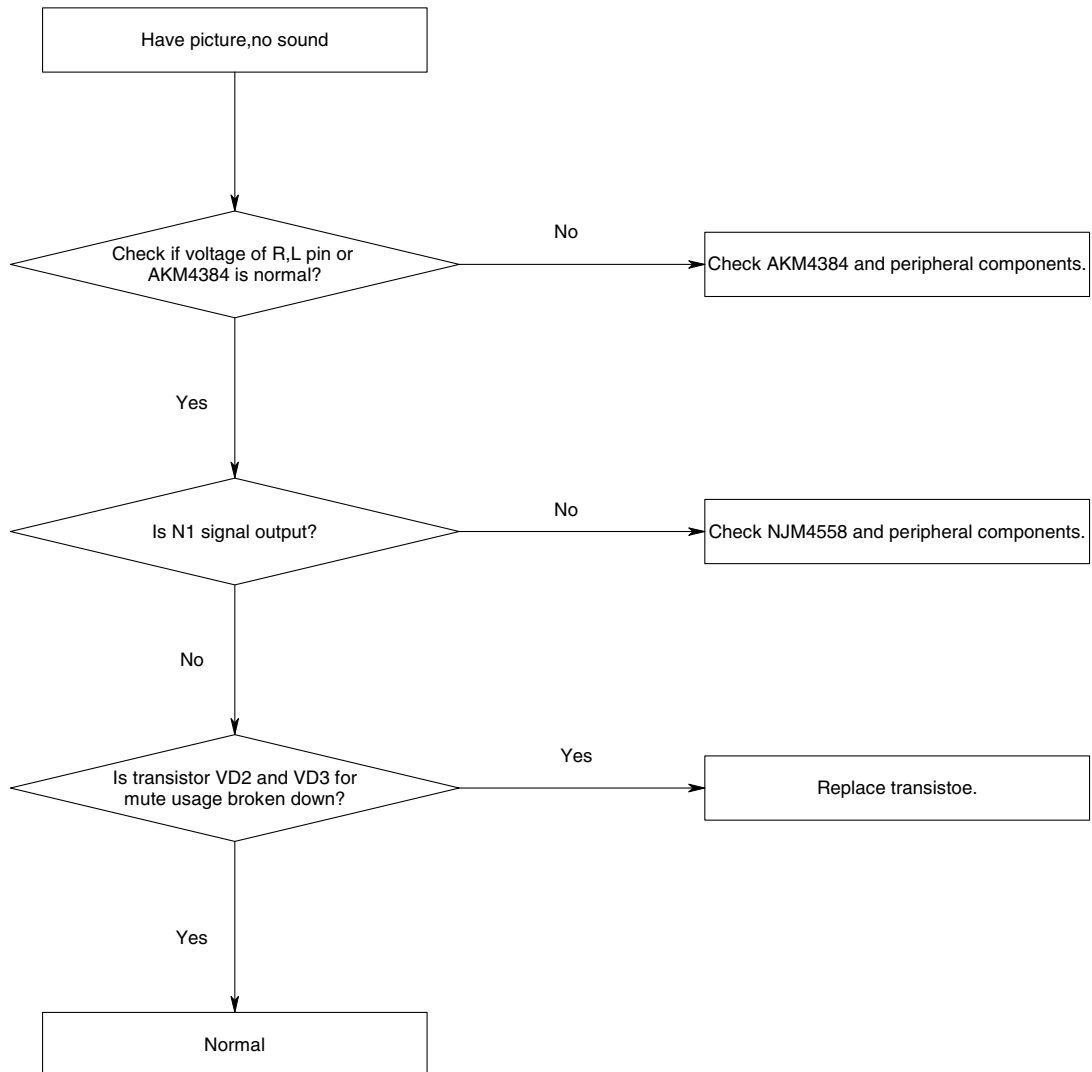 Have picture,no sound
Check if voltage of R,L pin or
AKM4384 is normal?
No
Check AKM4384 and peripheral components.
Yes
Is N1 signal output?
No
Check NJM4558 and peripheral components.
No
Is transistor VD2 and VD3 for
mute usage broken down?
Yes
Replace transistoe.
Yes
Normal